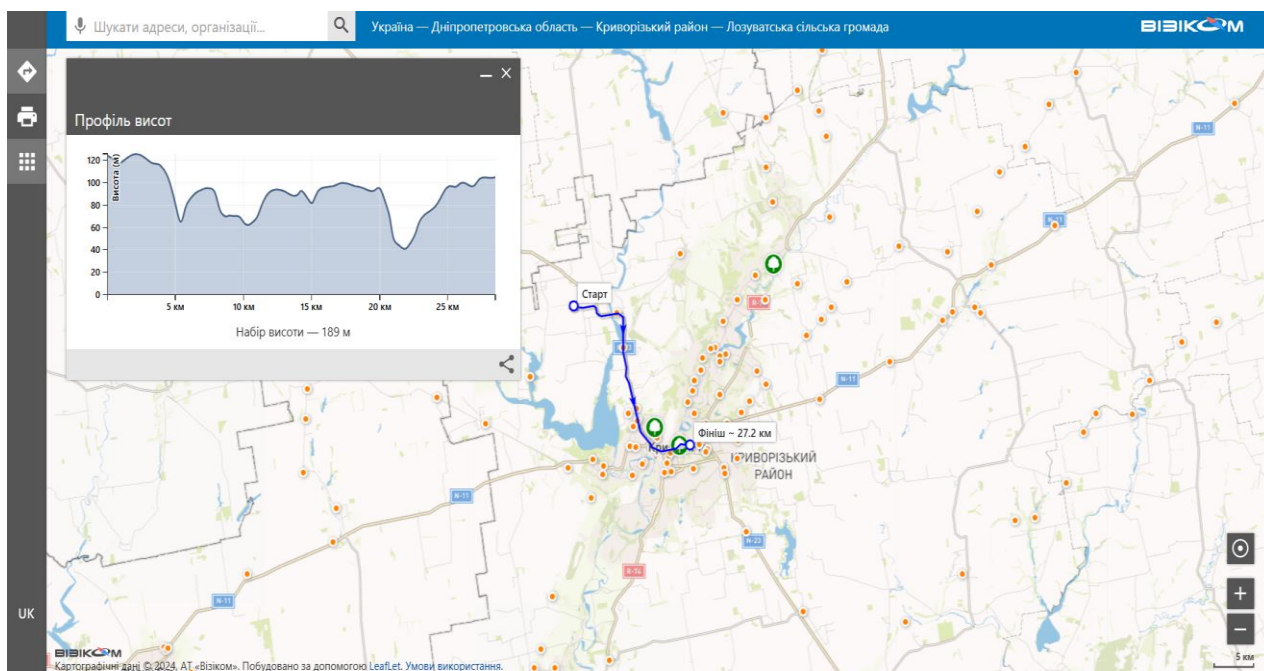 Шукати адреси, організації...
Україна — Дніпропетровська область — Криворізький район — Лозуватська сільська громада
ВІЗІКОМ
Профіль висот
Висота (м)
120
100
80
60
40
20
0
5 км
10 км
15 км
20 км
25 км
Набір висоти — 189 м
Старт
Фініш ~ 27.2 км
КРИВОРІЗЬКИЙ
РАЙОН
N-11
N-11
N-11
N-11
N-11
N-23
R-74
UK
5 км
ВІЗІКОМ
Картографічні дані © 2024, АТ «Візіком». Побудовано за допомогою Leaflet. Умови використання.